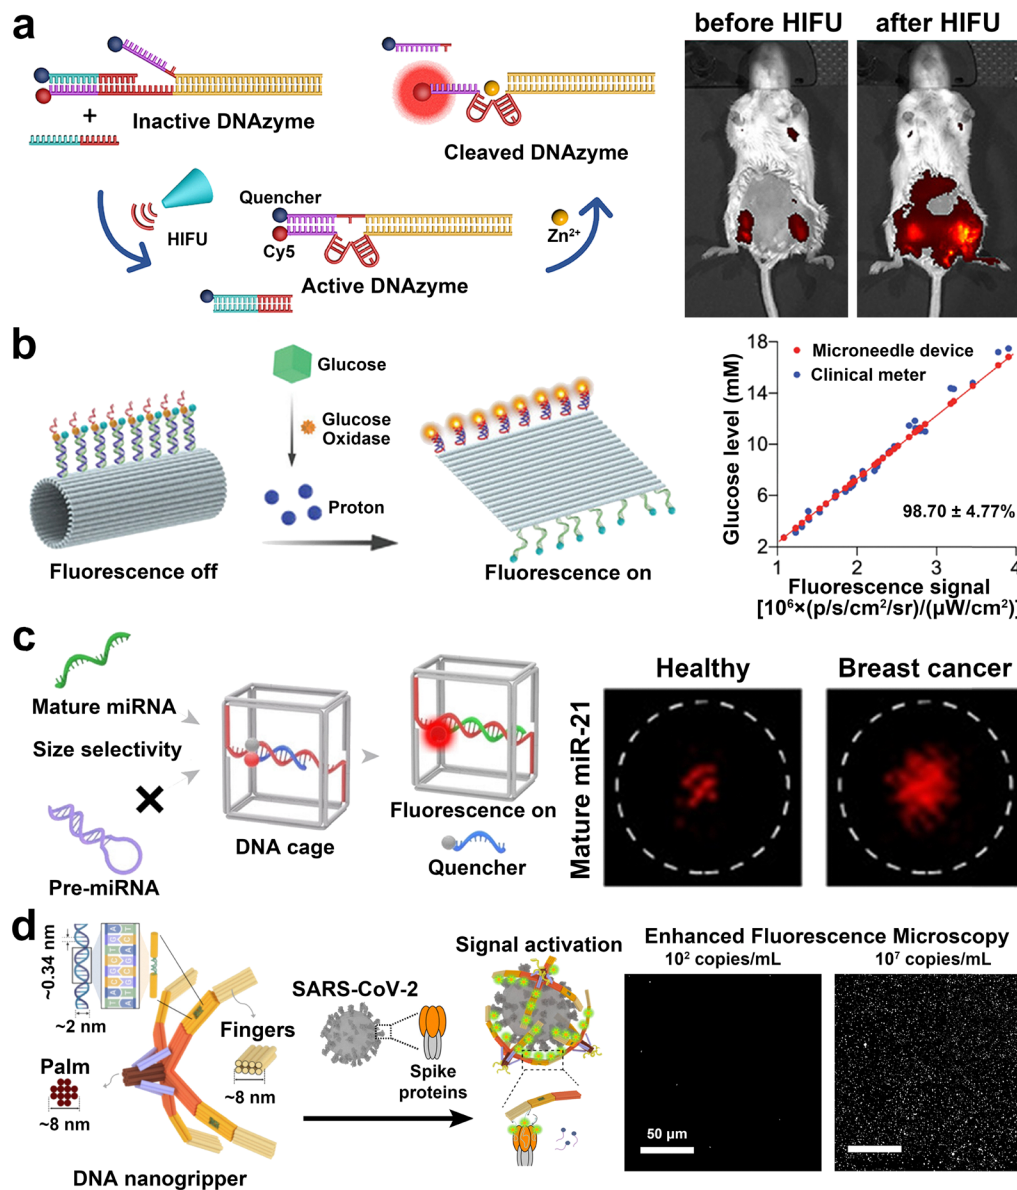 a
before HIFU
after HIFU
+
Inactive DNAzyme
Cleaved DNAzyme
HIFU
Quencher
Cy5
Active DNAzyme
Zn²⁺
b
Glucose
Glucose
Oxidase
Proton
Fluorescence off
Fluorescence on
Glucose level (mM)
18
14
10
6
2
Microneedle device
Clinical meter
98.70 ± 4.77%
1
2
3
4
Fluorescence signal
[10⁶×(p/s/cm²/sr)/(µW/cm²)]
c
Mature miRNA
Size selectivity
Pre-miRNA
DNA cage
Fluorescence on
Quencher
Healthy
Breast cancer
Mature miR-21
d
~0.34 nm
~2 nm
Palm
~8 nm
Fingers
~8 nm
DNA nanogripper
SARS-CoV-2
Spike
proteins
Signal activation
Enhanced Fluorescence Microscopy
10² copies/mL
10⁷ copies/mL
50 µm